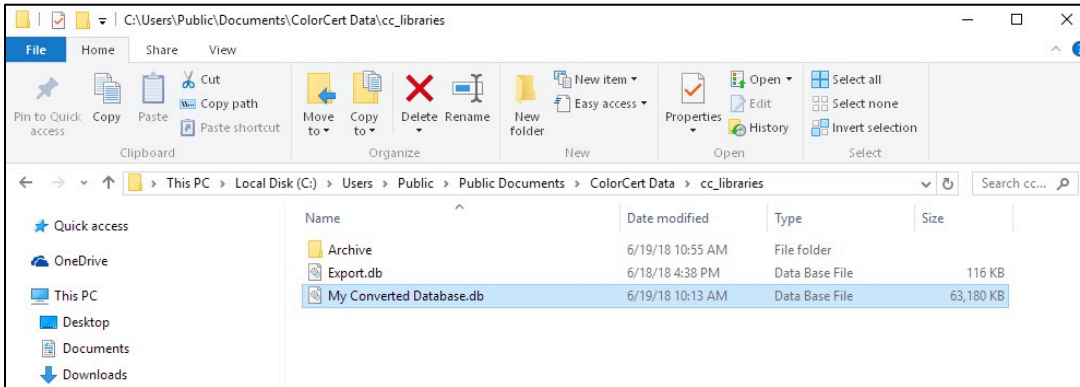 C:\Users\Public\Documents\ColorCert Data\cc_libraries
File Home Share View
Pin to Quick access
Copy
Paste
Cut
Copy path
Paste shortcut
Clipboard
Move to
Copy to
Delete
Rename
Organize
New folder
New item
Easy access
New
Properties
Open
Edit
History
Open
Select all
Select none
Invert selection
Select
This PC > Local Disk (C:) > Users > Public > Public Documents > ColorCert Data > cc_libraries
Search cc...
Quick access
OneDrive
This PC
Desktop
Documents
Downloads
Name Date modified Type Size
Archive 6/19/18 10:55 AM File folder
Export.db 6/18/18 4:38 PM Data Base File 116 KB
My Converted Database.db 6/19/18 10:13 AM Data Base File 63,180 KB